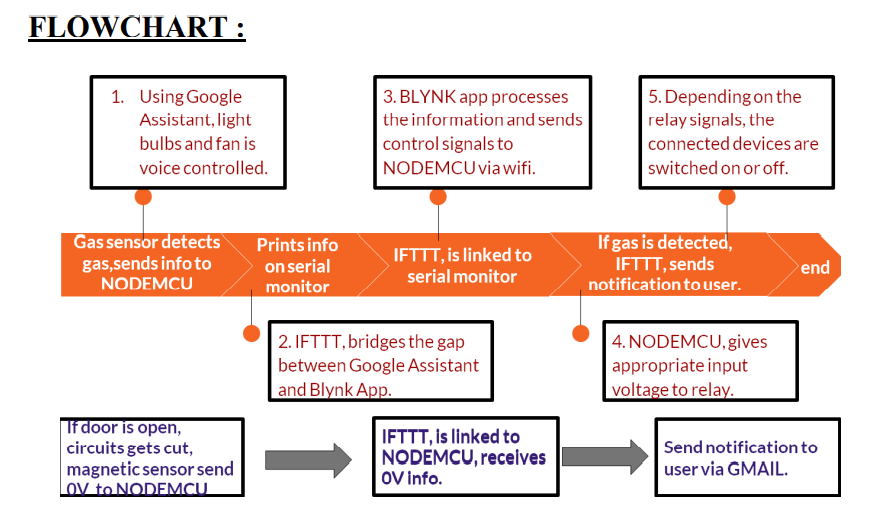 FLOWCHART :
1. Using Google
Assistant, light
bulbs and fan is
voice controlled.
3. BLYNK app processes
the information and sends
control signals to
NODEMCU via wifi.
5. Depending on the
relay signals, the
connected devices are
switched on or off.
Gas sensor detects
gas,sends info to
NODEMCU
Prints info
on serial
monitor
IFTTT, is linked to
serial monitor
If gas is detected,
IFTTT, sends
notification to user.
end
2. IFTTT, bridges the gap
between Google Assistant
and Blynk App.
4. NODEMCU, gives
appropriate input
voltage to relay.
If door is open,
circuits gets cut,
magnetic sensor send
0V to NODEMCU
IFTTT, is linked to
NODEMCU, receives
0V info.
Send notification to
user via GMAIL.